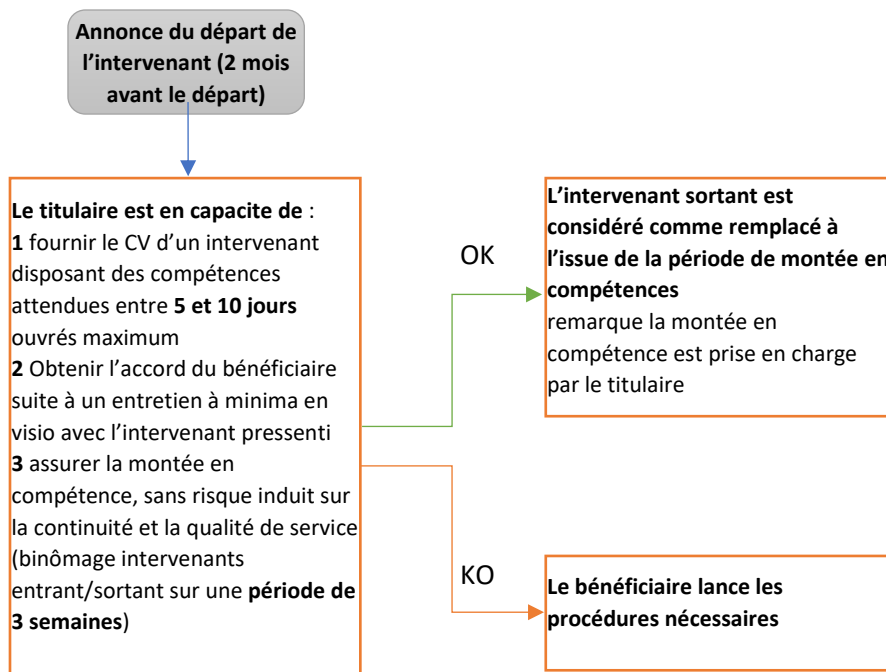 Annonce du départ de
l’intervenant (2 mois
avant le départ)
Le titulaire est en capacite de :
1 fournir le CV d’un intervenant
disposant des compétences
attendues entre 5 et 10 jours
ouvrés maximum
2 Obtenir l’accord du bénéficiaire
suite à un entretien à minima en
visio avec l’intervenant pressenti
3 assurer la montée en
compétence, sans risque induit sur
la continuité et la qualité de service
(binômage intervenants
entrant/sortant sur une période de
3 semaines)
OK
L’intervenant sortant est
considéré comme remplacé à
l’issue de la période de montée en
compétences
remarque la montée en
compétence est prise en charge
par le titulaire
KO
Le bénéficiaire lance les
procédures nécessaires